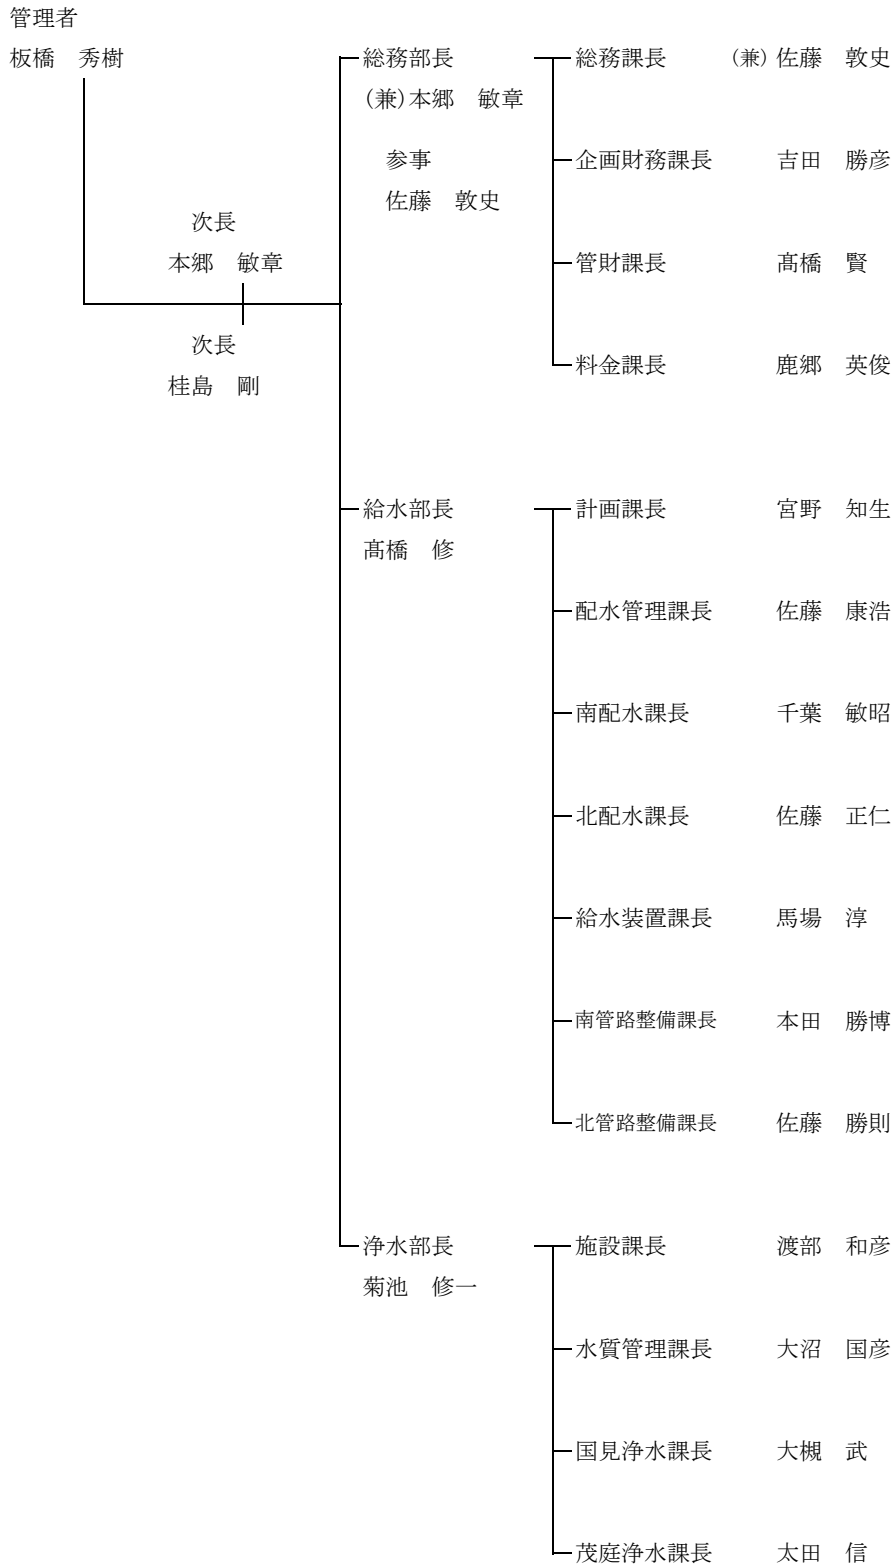 管理者
板橋　秀樹
次長
本郷　敏章
次長
桂島　剛
総務部長
(兼)本郷　敏章
参事
佐藤　敦史
総務課長　(兼)佐藤　敦史
企画財務課長　吉田　勝彦
管財課長　髙橋　賢
料金課長　鹿郷　英俊
給水部長
髙橋　修
計画課長　宮野　知生
配水管理課長　佐藤　康浩
南配水課長　千葉　敏昭
北配水課長　佐藤　正仁
給水装置課長　馬場　淳
南管路整備課長　本田　勝博
北管路整備課長　佐藤　勝則
浄水部長
菊池　修一
施設課長　渡部　和彦
水質管理課長　大沼　国彦
国見浄水課長　大槻　武
茂庭浄水課長　太田　信